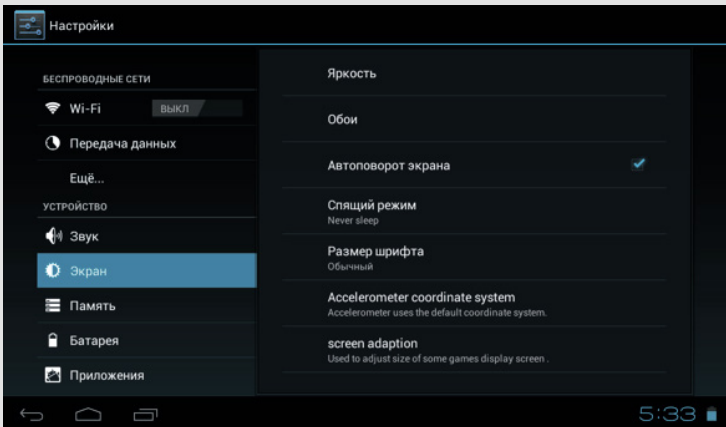 Настройки
БЕСПРОВОДНЫЕ СЕТИ
Wi-Fi
ВЫКЛ
Передача данных
Ещё...
УСТРОЙСТВО
Звук
Экран
Память
Батарея
Приложения
Яркость
Обои
Автоповорот экрана
Спящий режим
Never sleep
Размер шрифта
Обычный
Accelerometer coordinate system
Accelerometer uses the default coordinate system.
screen adaption
Used to adjust size of some games display screen .
5:33